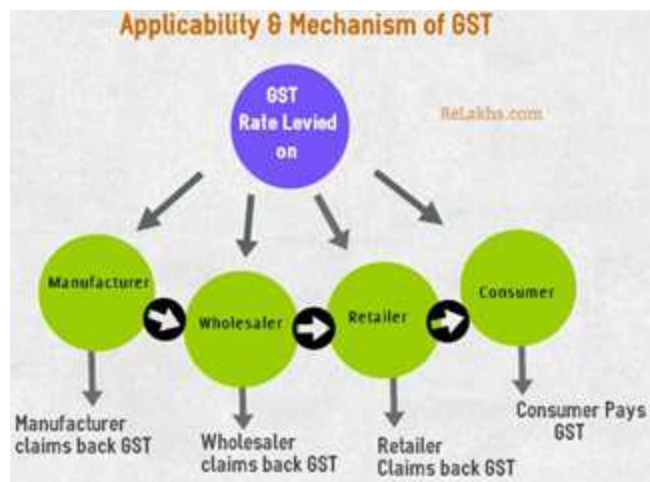 Applicability & Mechanism of GST
GST
Rate Levied
on
ReLakhs.com
Manufacturer
Wholesaler
Retailer
Consumer
Manufacturer
claims back GST
Wholesaler
claims back GST
Retailer
Claims back GST
Consumer Pays
GST